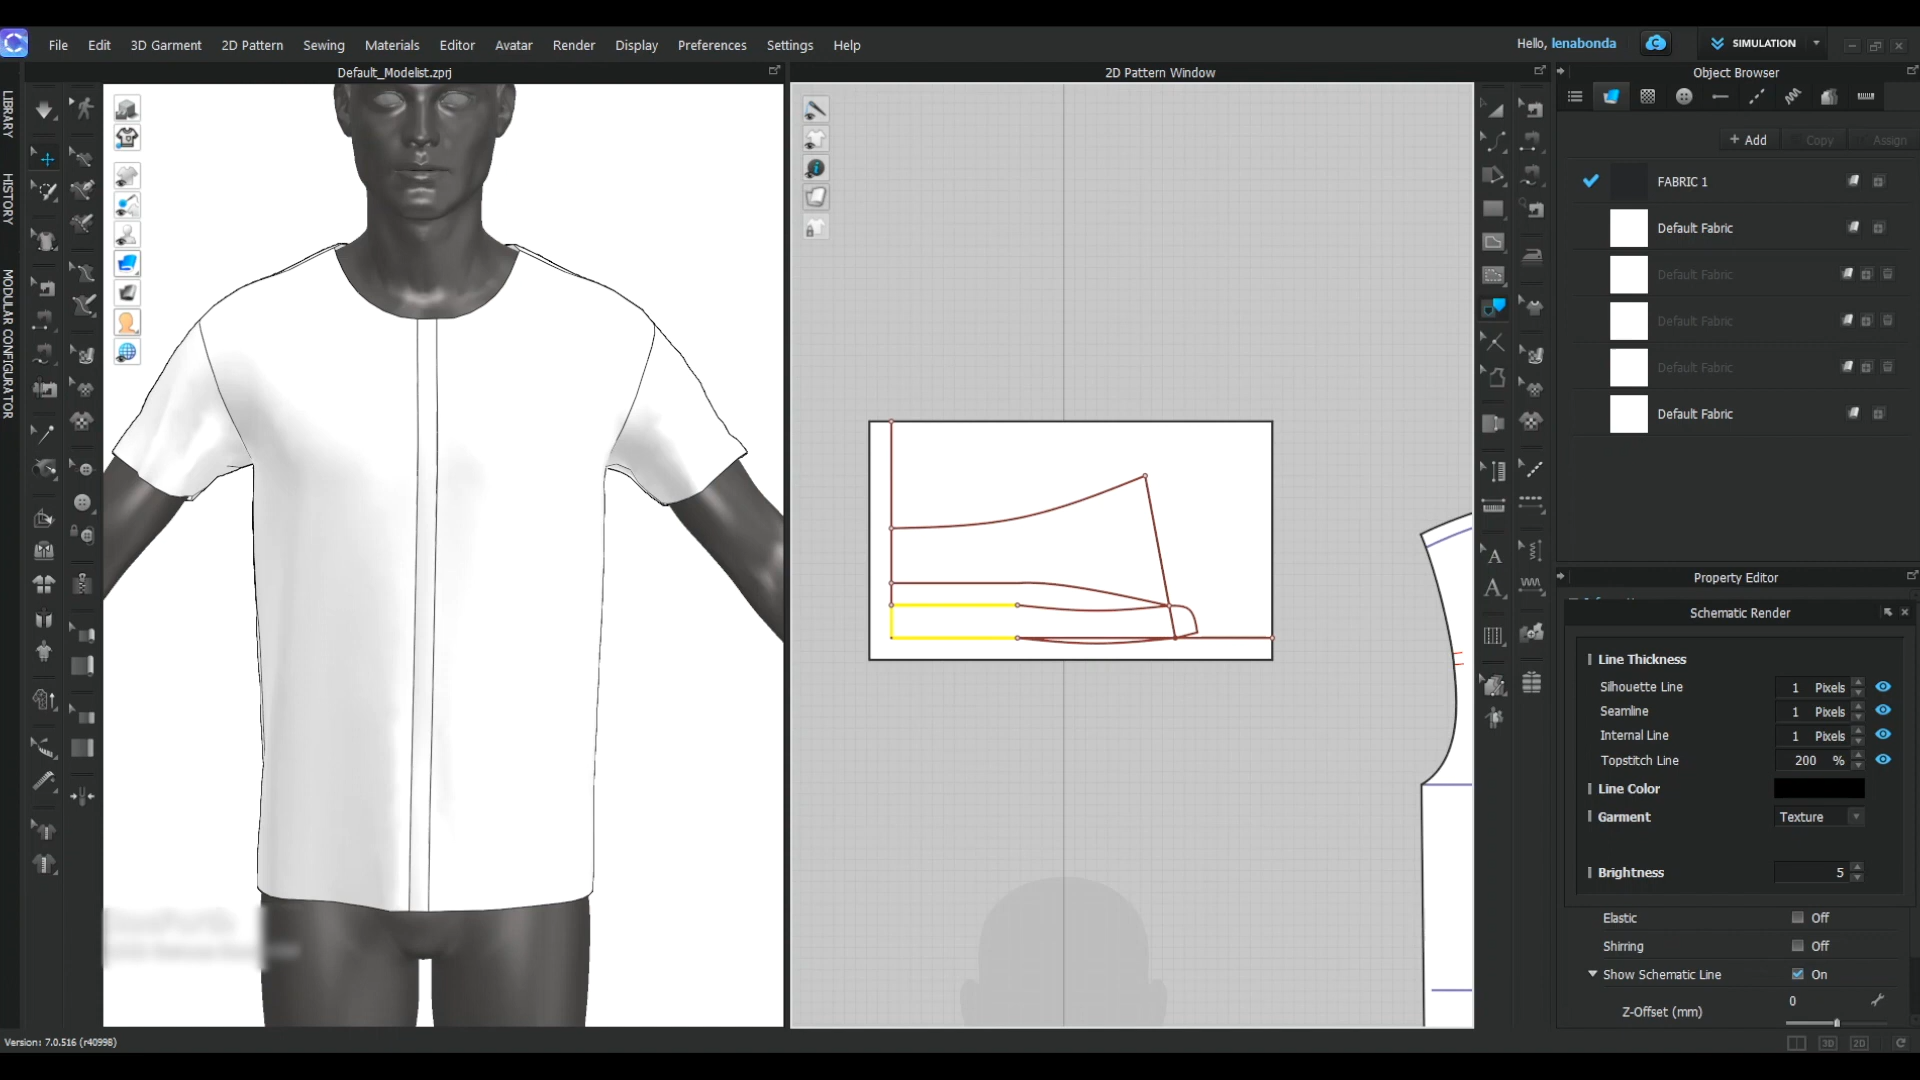 File Edit 3D Garment 2D Pattern Sewing Materials Editor Avatar Render Display Preferences Settings Help
Hello, lenabonda
SIMULATION
Default_Modelist.zprj
2D Pattern Window
Object Browser
LIBRARY
HISTORY
MODULAR CONFIGURATOR
+ Add Copy Assign
FABRIC 1
Default Fabric
Default Fabric
Default Fabric
Default Fabric
Default Fabric
A
A
Property Editor
Schematic Render
Line Thickness
Silhouette Line 1 Pixels
Seamline 1 Pixels
Internal Line 1 Pixels
Topstitch Line 200 %
Line Color
Garment Texture
Brightness 5
Elastic Off
Shirring Off
Show Schematic Line On
0
Z-Offset (mm)
Version: 7.0.516 (r40998)
3D 2D